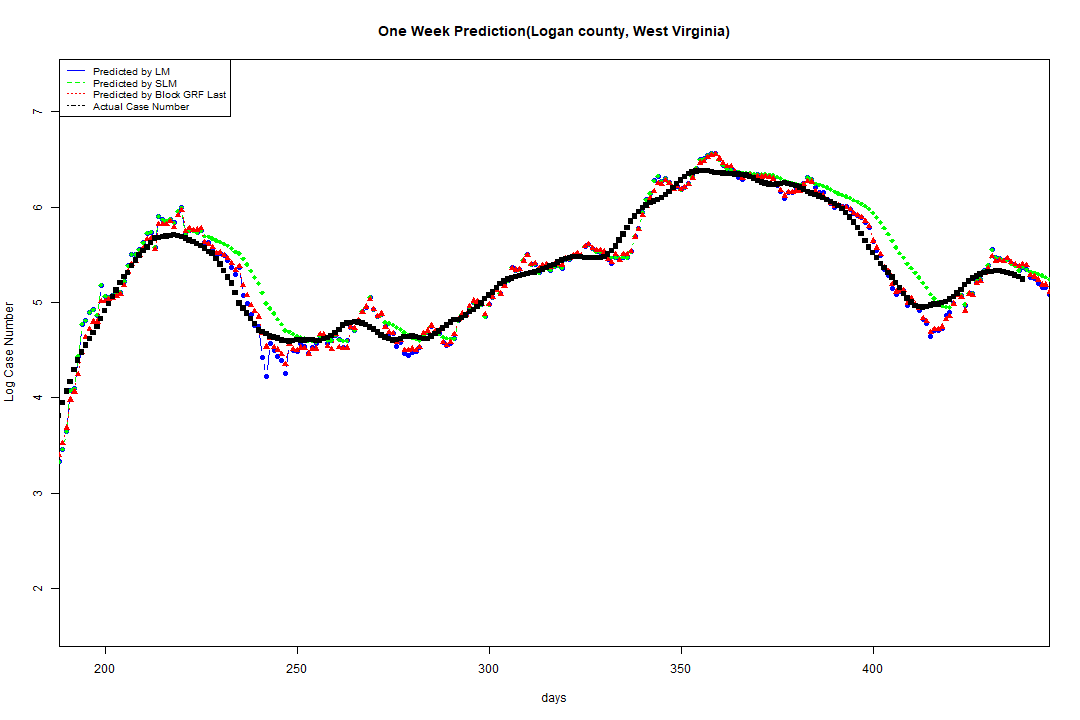 One Week Prediction(Logan county, West Virginia)
Predicted by LM
Predicted by SLM
Predicted by Block GRF Last
Actual Case Number
7
6
5
4
3
2
Log Case Number
200 250 300 350 400
days